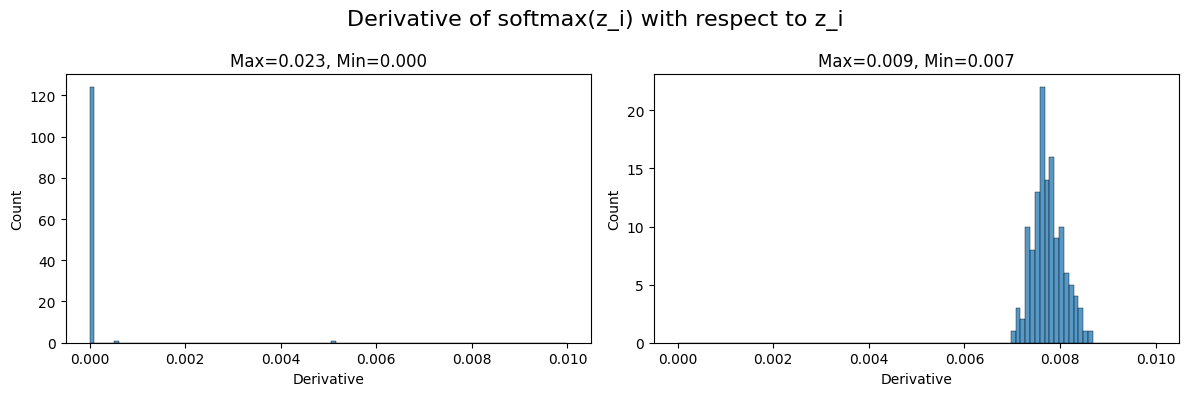 Derivative of softmax(z_i) with respect to z_i
Max=0.023, Min=0.000
120
100
80
60
40
20
0
Count
0.000 0.002 0.004 0.006 0.008 0.010
Derivative
Max=0.009, Min=0.007
20
15
10
5
0
Count
0.000 0.002 0.004 0.006 0.008 0.010
Derivative